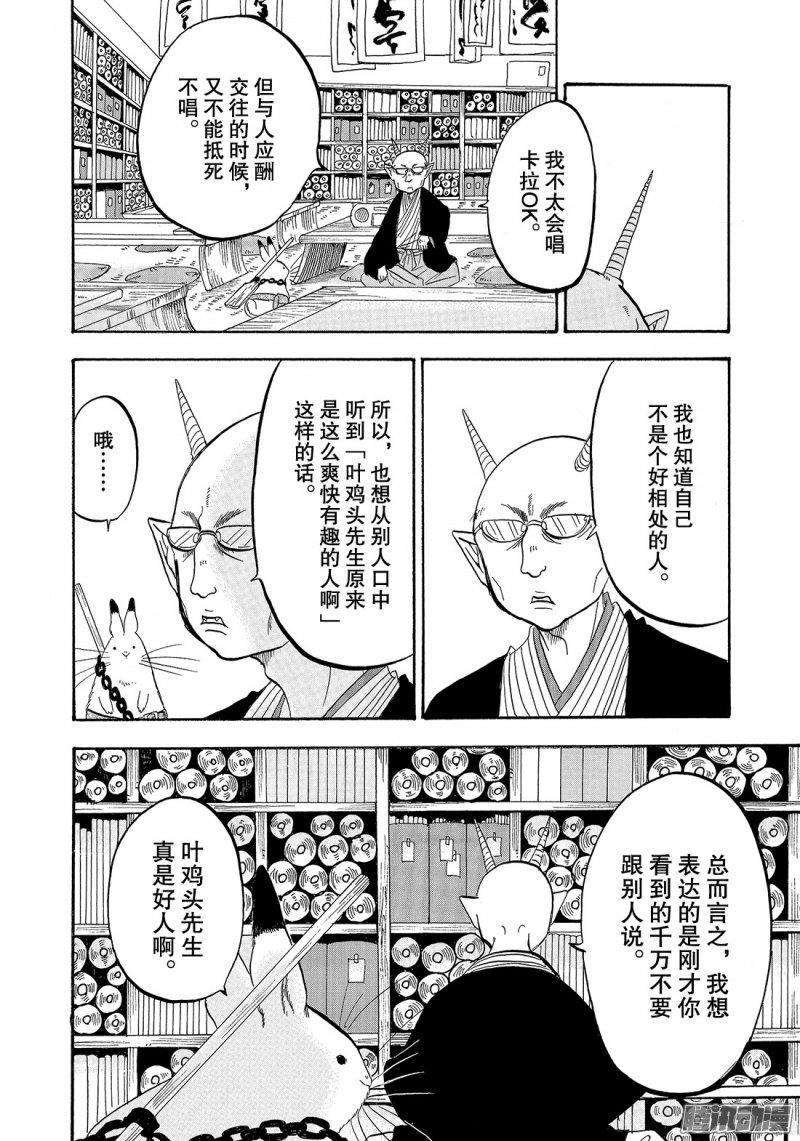 我不太会唱
卡拉OK。
但与人应酬
交往的时候，
又不能抵死
不唱。
我也知道自己
不是个好相处的人。
所以，也想从别人口中
听到「叶鸡头先生原来
是这么爽快有趣的人啊」
这样的话。
哦……
总而言之，我想
表达的是刚才你
看到的千万不要
跟别人说。
叶鸡头先生
真是好人啊。
腾讯动漫